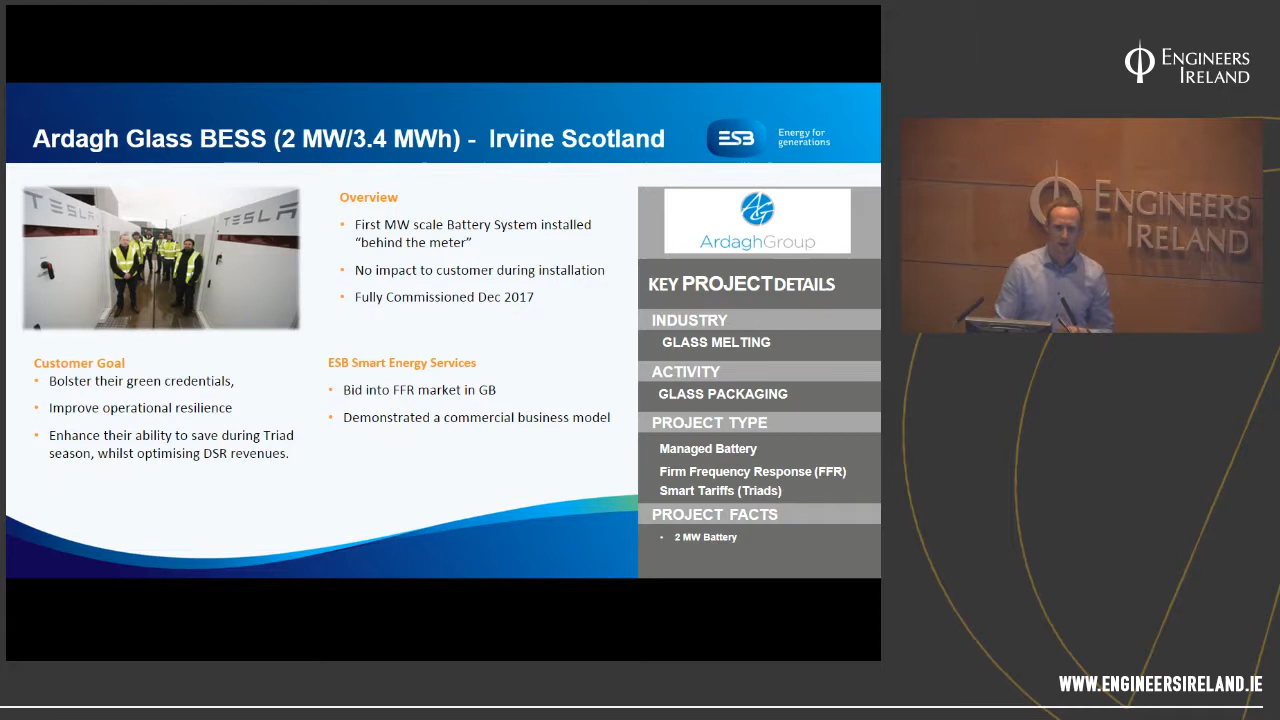 Ardagh Glass BESS (2 MW/3.4 MWh) - Irvine Scotland
ESB
Energy for
generations
TESLA
TESLA
Overview
• First MW scale Battery System installed
“behind the meter”
• No impact to customer during installation
• Fully Commissioned Dec 2017
Customer Goal
• Bolster their green credentials,
• Improve operational resilience
• Enhance their ability to save during Triad
season, whilst optimising DSR revenues.
ESB Smart Energy Services
• Bid into FFR market in GB
• Demonstrated a commercial business model
AG
ArdaghGroup
KEY PROJECT DETAILS
INDUSTRY
GLASS MELTING
ACTIVITY
GLASS PACKAGING
PROJECT TYPE
Managed Battery
Firm Frequency Response (FFR)
Smart Tariffs (Triads)
PROJECT FACTS
• 2 MW Battery
ENGINEERS
IRELAND
ENGINEERS
IRELAND
WWW.ENGINEERSIRELAND.IE